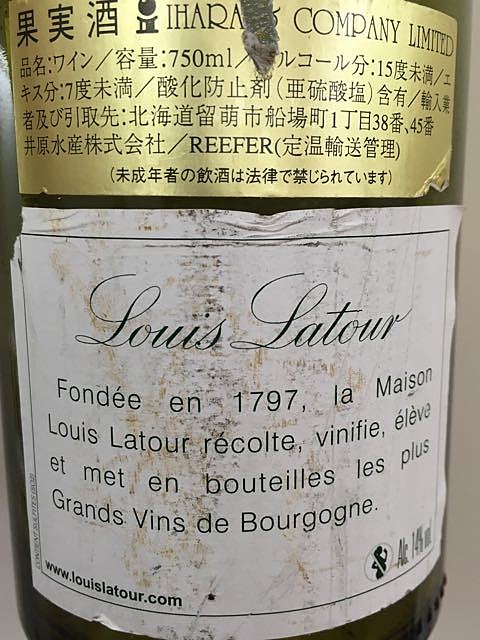 果実酒 IHARA & COMPANY LIMITED
品名:ワイン/容量:750ml/アルコール分:15度未満/エ
キス分:7度未満/酸化防止剤(亜硫酸塩)含有/輸入業
者及び引取先:北海道留萌市船場町1丁目38番、45番
井原水産株式会社/REEFER(定温輸送管理)
(未成年者の飲酒は法律で禁じられています)
Louis Latour
Fondée en 1797, la Maison
Louis Latour récolte, vinifie, élève
et met en bouteilles les plus
Grands Vins de Bourgogne.
www.louislatour.com
Alc. 14% vol.